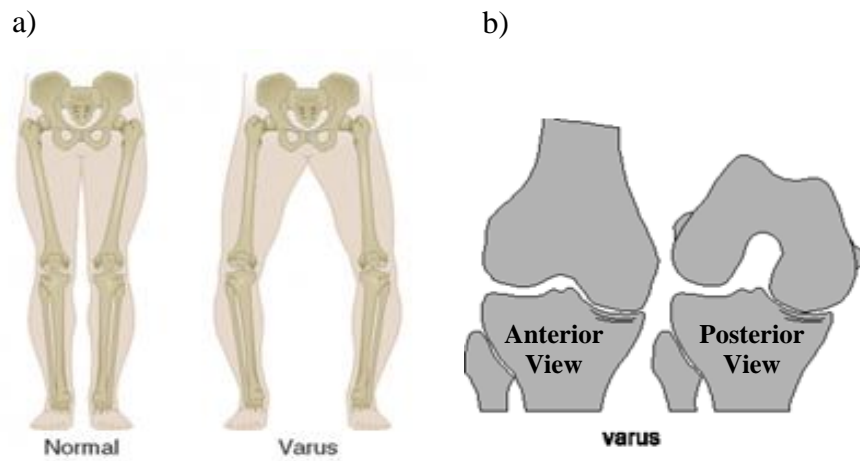 a)
b)
Normal
Varus
Anterior
View
Posterior
View
varus